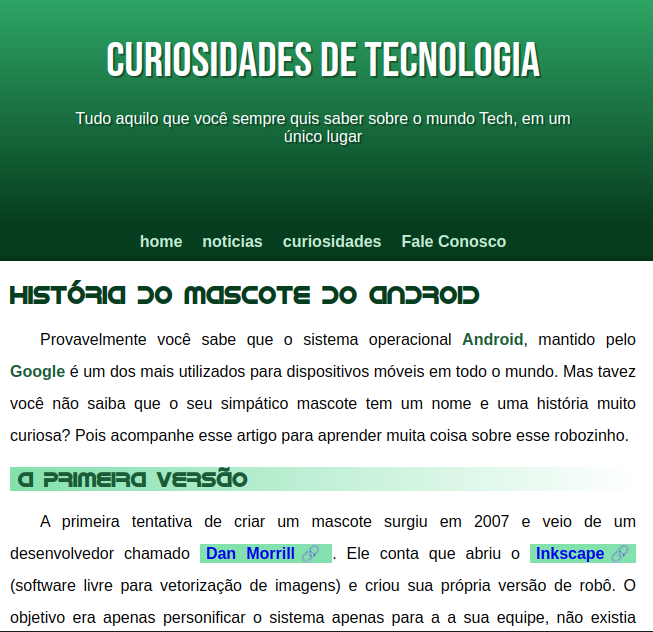 CURIOSIDADES DE TECNOLOGIA
Tudo aquilo que você sempre quis saber sobre o mundo Tech, em um
único lugar
home noticias curiosidades Fale Conosco
HISTÓRIA DO MASCOTE DO ANDROID
Provavelmente você sabe que o sistema operacional Android, mantido pelo
Google é um dos mais utilizados para dispositivos móveis em todo o mundo. Mas tavez
você não saiba que o seu simpático mascote tem um nome e uma história muito
curiosa? Pois acompanhe esse artigo para aprender muita coisa sobre esse robozinho.
A PRIMEIRA VERSÃO
A primeira tentativa de criar um mascote surgiu em 2007 e veio de um
desenvolvedor chamado Dan Morrill 🔗 . Ele conta que abriu o Inkscape 🔗
(software livre para vetorização de imagens) e criou sua própria versão de robô. O
objetivo era apenas personificar o sistema apenas para a a sua equipe, não existia